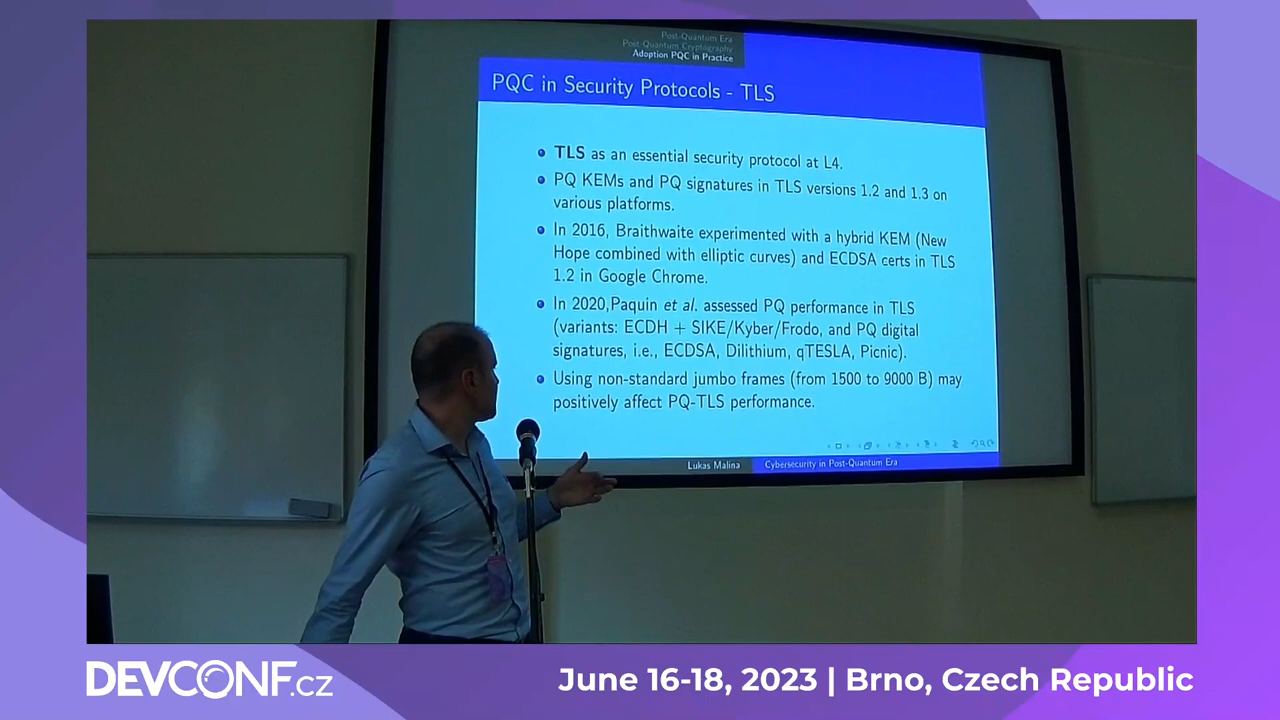 Post-Quantum Era
Post-Quantum Cryptography
Adoption PQC in Practice
PQC in Security Protocols - TLS
TLS as an essential security protocol at L4.
PQ KEMs and PQ signatures in TLS versions 1.2 and 1.3 on
various platforms.
In 2016, Braithwaite experimented with a hybrid KEM (New
Hope combined with elliptic curves) and ECDSA certs in TLS
1.2 in Google Chrome.
In 2020,Paquin et al. assessed PQ performance in TLS
(variants: ECDH + SIKE/Kyber/Frodo, and PQ digital
signatures, i.e., ECDSA, Dilithium, qTESLA, Picnic).
Using non-standard jumbo frames (from 1500 to 9000 B) may
positively affect PQ-TLS performance.
Lukas Malina Cybersecurity in Post-Quantum Era
DEVCONF.CZ
June 16-18, 2023 | Brno, Czech Republic